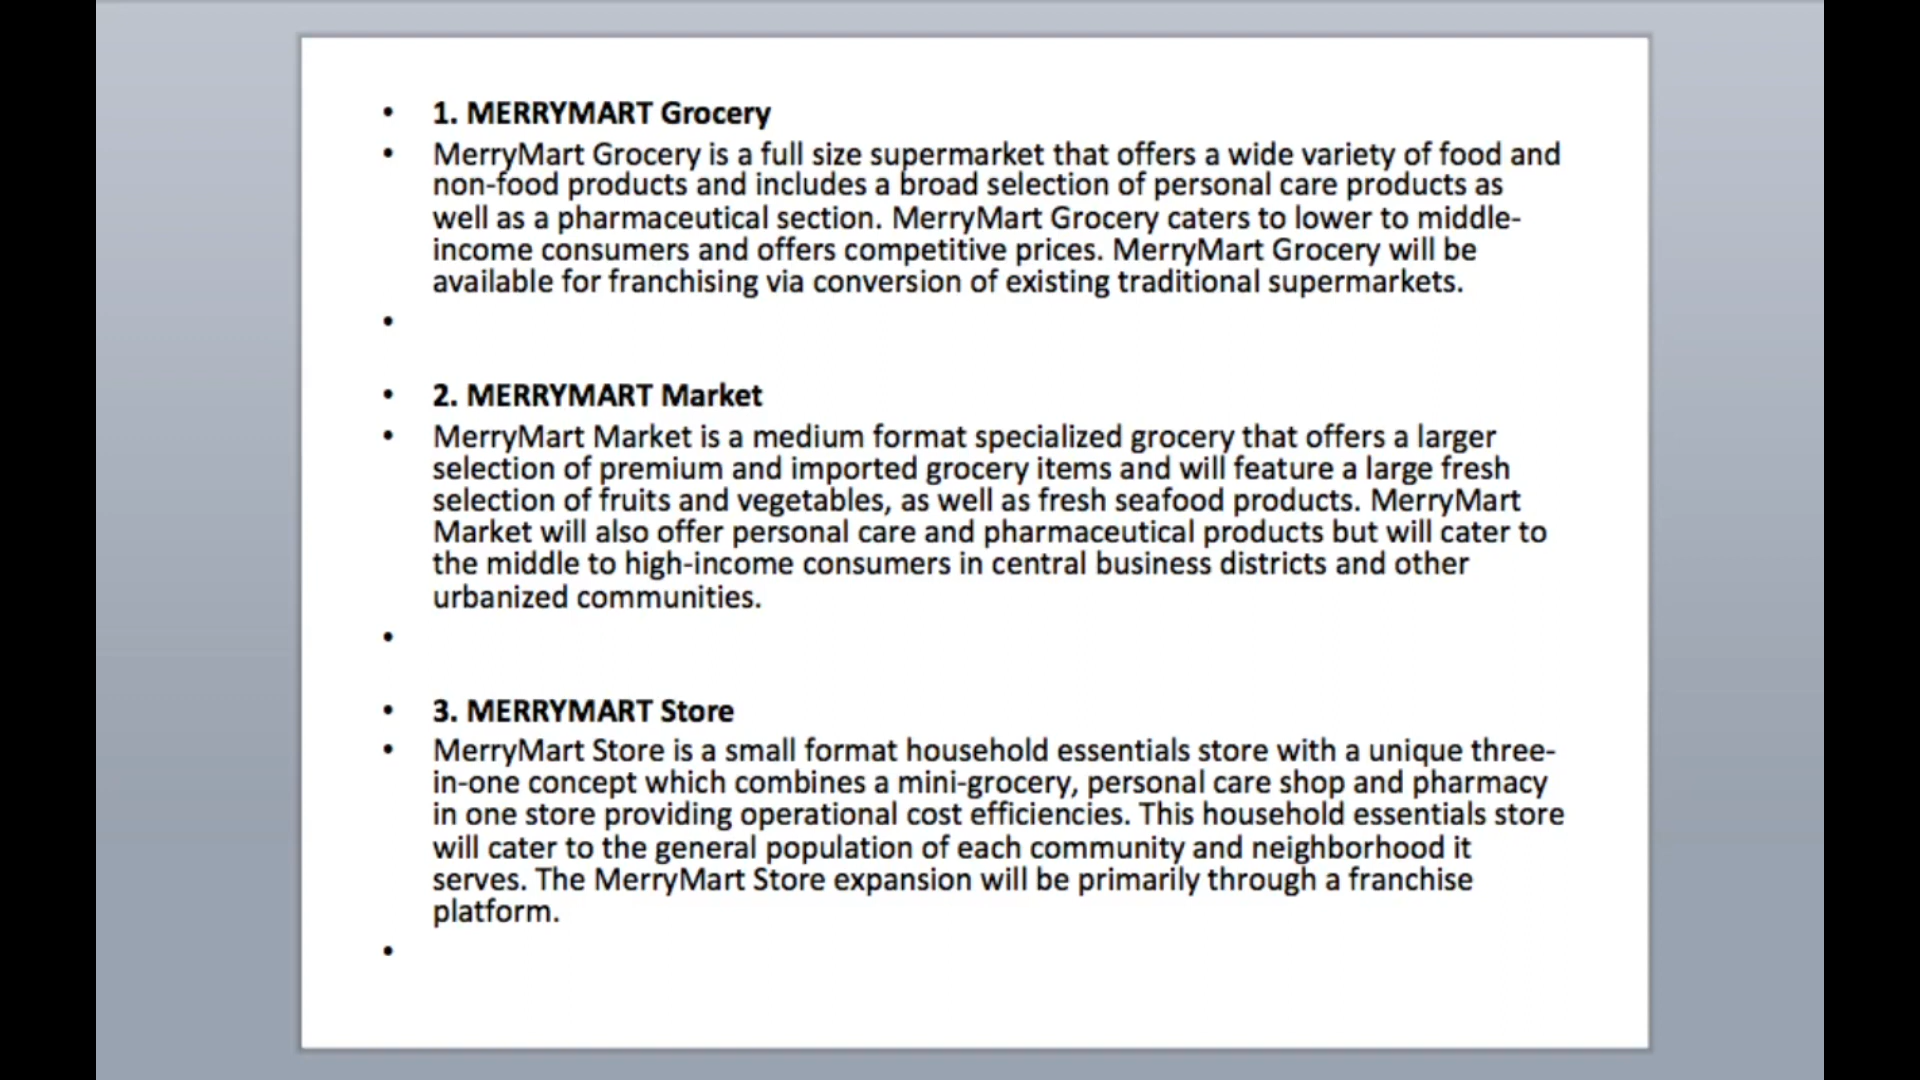 • 1. MERRYMART Grocery
• MerryMart Grocery is a full size supermarket that offers a wide variety of food and
non-food products and includes a broad selection of personal care products as
well as a pharmaceutical section. MerryMart Grocery caters to lower to middle-
income consumers and offers competitive prices. MerryMart Grocery will be
available for franchising via conversion of existing traditional supermarkets.
•
• 2. MERRYMART Market
• MerryMart Market is a medium format specialized grocery that offers a larger
selection of premium and imported grocery items and will feature a large fresh
selection of fruits and vegetables, as well as fresh seafood products. MerryMart
Market will also offer personal care and pharmaceutical products but will cater to
the middle to high-income consumers in central business districts and other
urbanized communities.
•
• 3. MERRYMART Store
• MerryMart Store is a small format household essentials store with a unique three-
in-one concept which combines a mini-grocery, personal care shop and pharmacy
in one store providing operational cost efficiencies. This household essentials store
will cater to the general population of each community and neighborhood it
serves. The MerryMart Store expansion will be primarily through a franchise
platform.
•